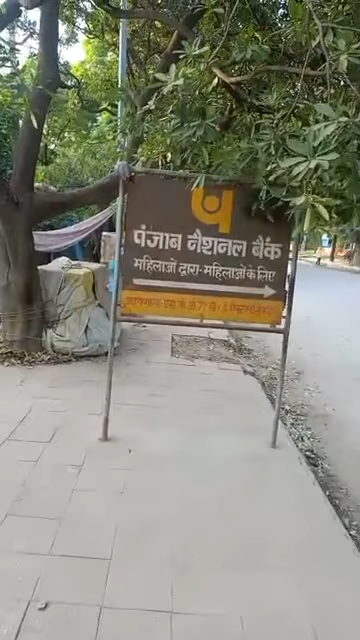 पंजाब नैशनल बैंक
महिलाओं द्वारा-महिलाओं के लिए